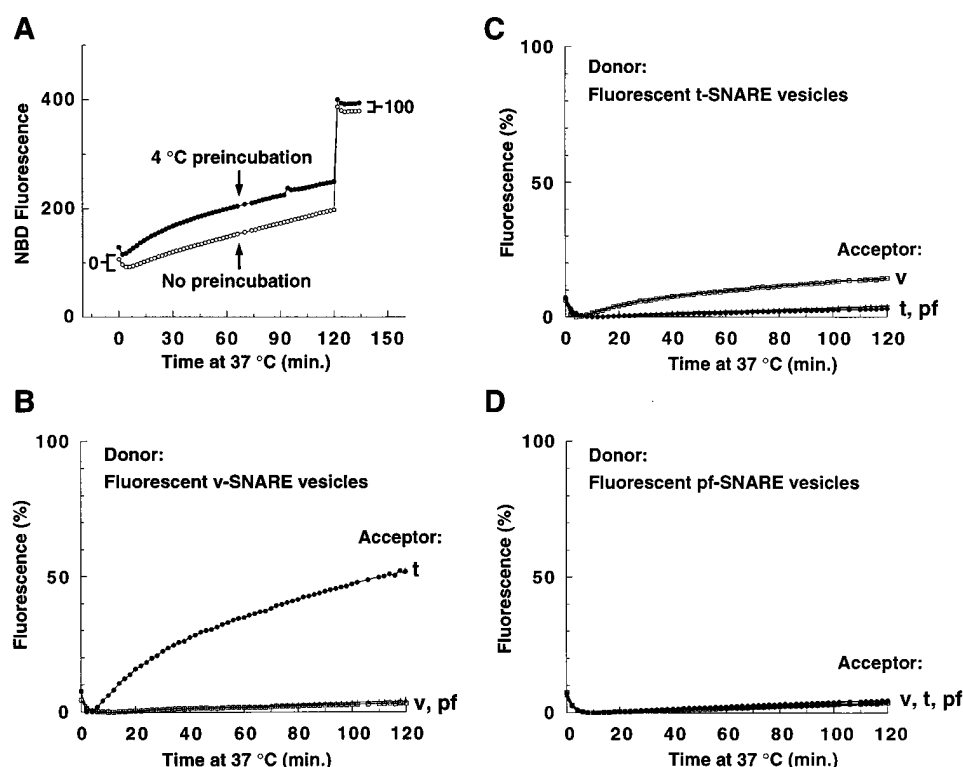 A
NBD Fluorescence
400
200
0
0
100
4 °C preincubation
No preincubation
0 30 60 90 120 150
Time at 37 °C (min.)
C
Fluorescence (%)
100
50
0
Donor:
Fluorescent t-SNARE vesicles
Acceptor:
v
t, pf
0 20 40 60 80 100 120
Time at 37 °C (min.)
B
Fluorescence (%)
100
50
0
Donor:
Fluorescent v-SNARE vesicles
Acceptor:
t
v, pf
0 20 40 60 80 100 120
Time at 37 °C (min.)
D
Fluorescence (%)
100
50
0
Donor:
Fluorescent pf-SNARE vesicles
Acceptor:
v, t, pf
0 20 40 60 80 100 120
Time at 37 °C (min.)